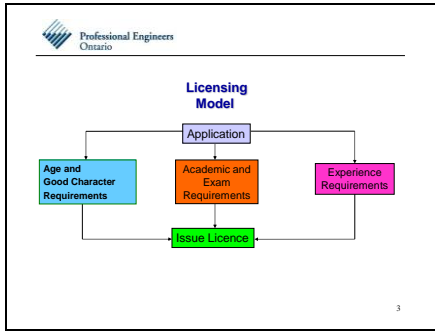 Professional Engineers
Ontario
Licensing
Model
Application
Age and
Good Character
Requirements
Academic and
Exam
Requirements
Experience
Requirements
Issue Licence
3